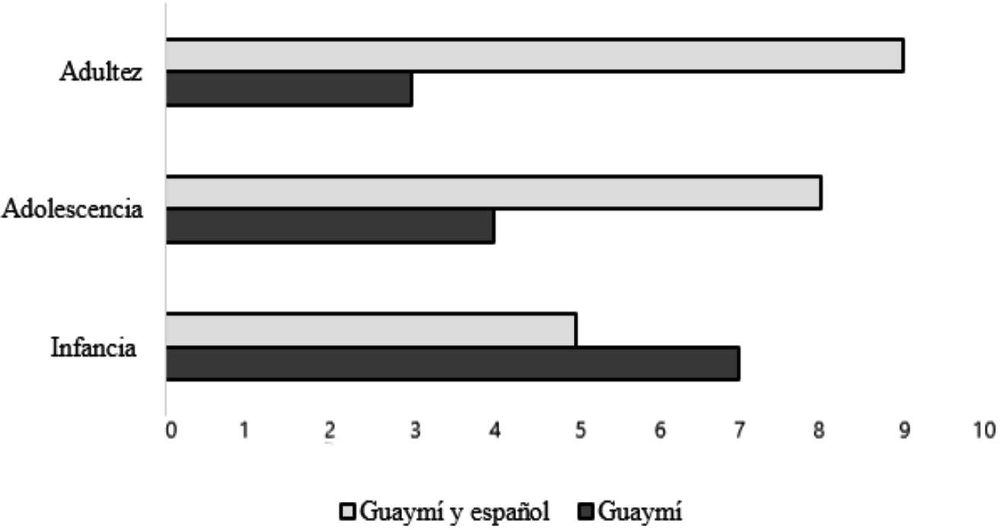 Adultez
Adolescencia
Infancia
0 1 2 3 4 5 6 7 8 9 10
Guaymí y español Guaymí